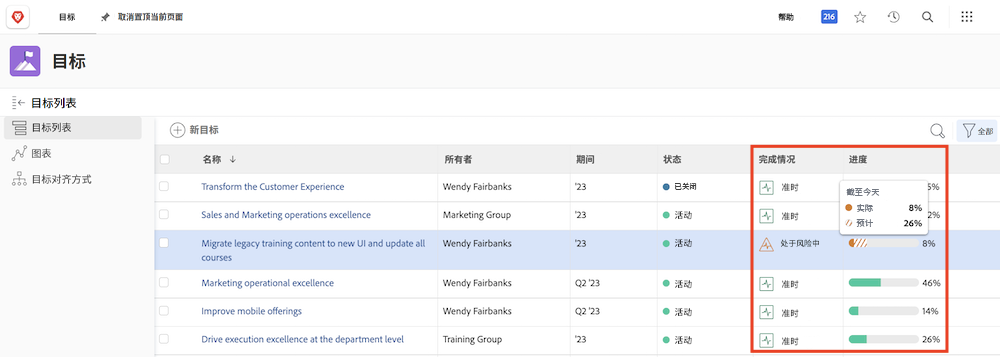 目标 取消置顶当前页面 帮助 216
目标
目标列表
目标列表
图表
目标对齐方式
新目标 全部
名称 所有者 期间 状态 完成情况 进度
Transform the Customer Experience Wendy Fairbanks '23 已关闭 准时
Sales and Marketing operations excellence Marketing Group '23 活动 准时
截至今天
实际 8%
预计 26%
Migrate legacy training content to new UI and update all Wendy Fairbanks '23 活动 处于风险中 8%
courses
Marketing operational excellence Wendy Fairbanks Q2 '23 活动 准时 46%
Improve mobile offerings Wendy Fairbanks Q2 '23 活动 准时 14%
Drive execution excellence at the department level Training Group '23 活动 准时 26%